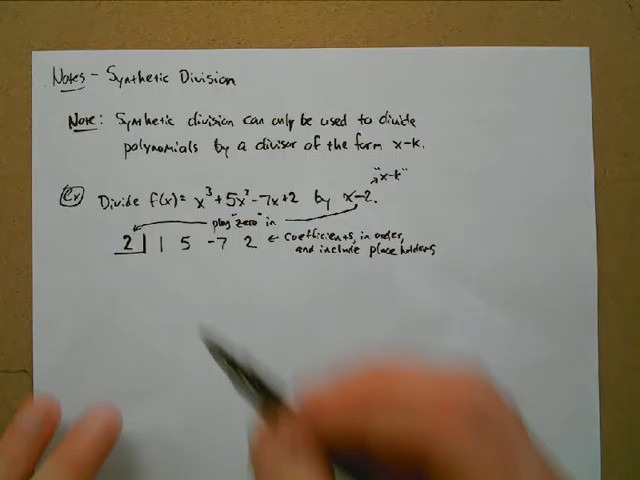 Notes - Synthetic Division
Note: Synthetic division can only be used to divide
polynomials by a divisor of the form x-k.
"x-k"
Ex Divide f(x)= x³+5x²-7x+2 by x-2.
plug "zero" in
2 | 1 5 -7 2 ← coefficients, in order,
and include place holders